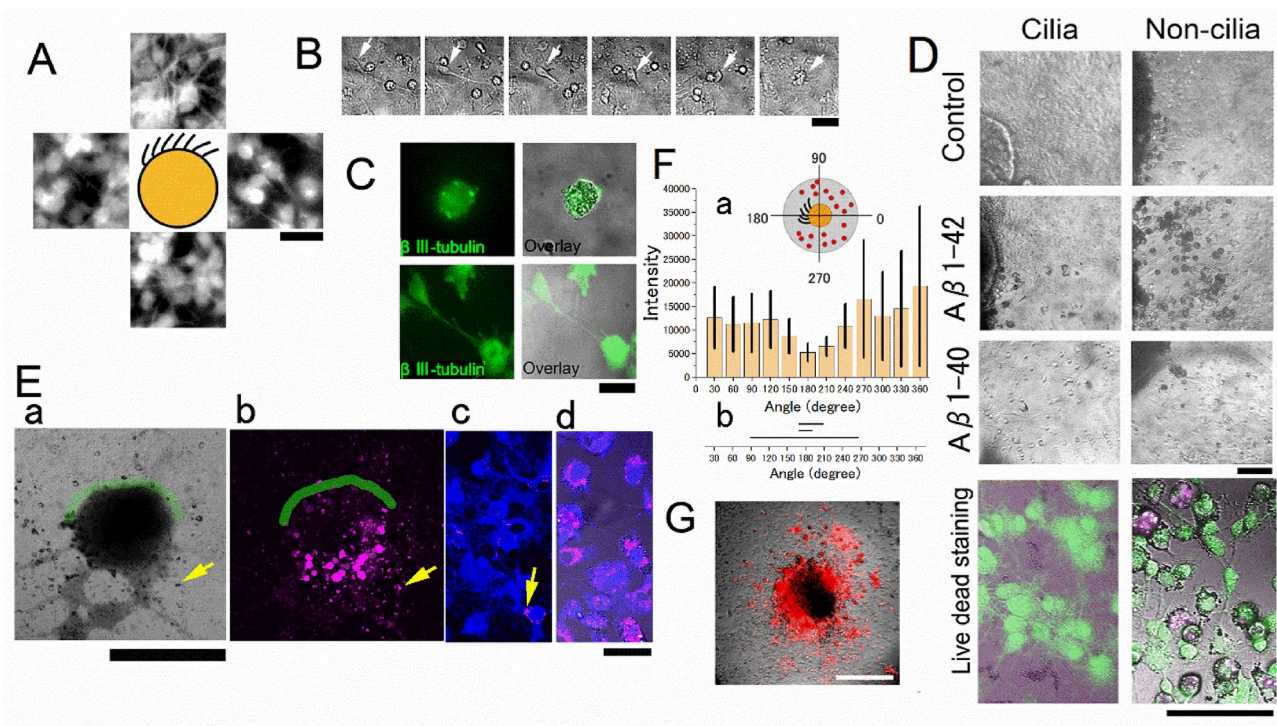 A
B
C
β III-tubulin
Overlay
β III-tubulin
Overlay
D
Cilia
Non-cilia
Control
A β 1-42
A β 1-40
Live dead staining
E
a
b
c
d
F
a
90
180
0
270
Intensity
40000
35000
30000
25000
20000
15000
10000
5000
0
0 30 60 90 120 150 180 210 240 270 300 330 360
Angle (degree)
b
30 60 90 120 150 180 210 240 270 300 330 360
Angle (degree)
G